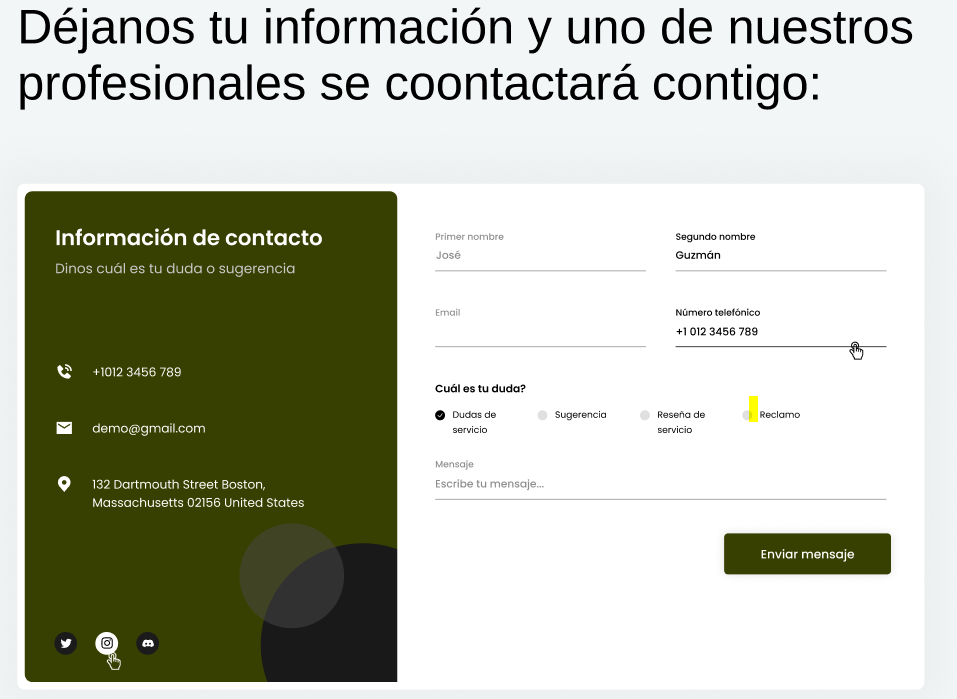 Déjanos tu información y uno de nuestros
profesionales se coontactará contigo:
Información de contacto
Dinos cuál es tu duda o sugerencia
+1012 3456 789
demo@gmail.com
132 Dartmouth Street Boston,
Massachusetts 02156 United States
Primer nombre
José
Segundo nombre
Guzmán
Email
Número telefónico
+1 012 3456 789
Cuál es tu duda?
Dudas de
servicio
Sugerencia
Reseña de
servicio
Reclamo
Mensaje
Escribe tu mensaje...
Enviar mensaje